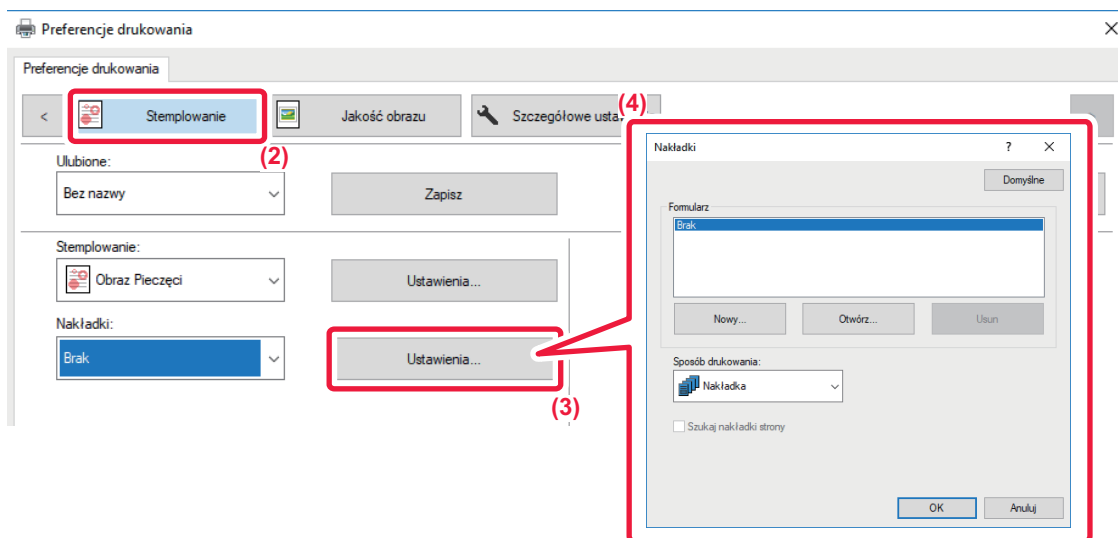 Preferencje drukowania
Preferencje drukowania
< Stemplowanie Jakość obrazu Szczegółowe usta
(2)
(4)
Ulubione:
Bez nazwy Zapisz
Stemplowanie:
Obraz Pieczęci Ustawienia...
Nakładki:
Brak Ustawienia...
(3)
Nakładki ?
Domyślne
Formularz
Brak
Nowy... Otwórz... Usun
Sposób drukowania:
Nakładka
Szukaj nakładki strony
OK Anuluj